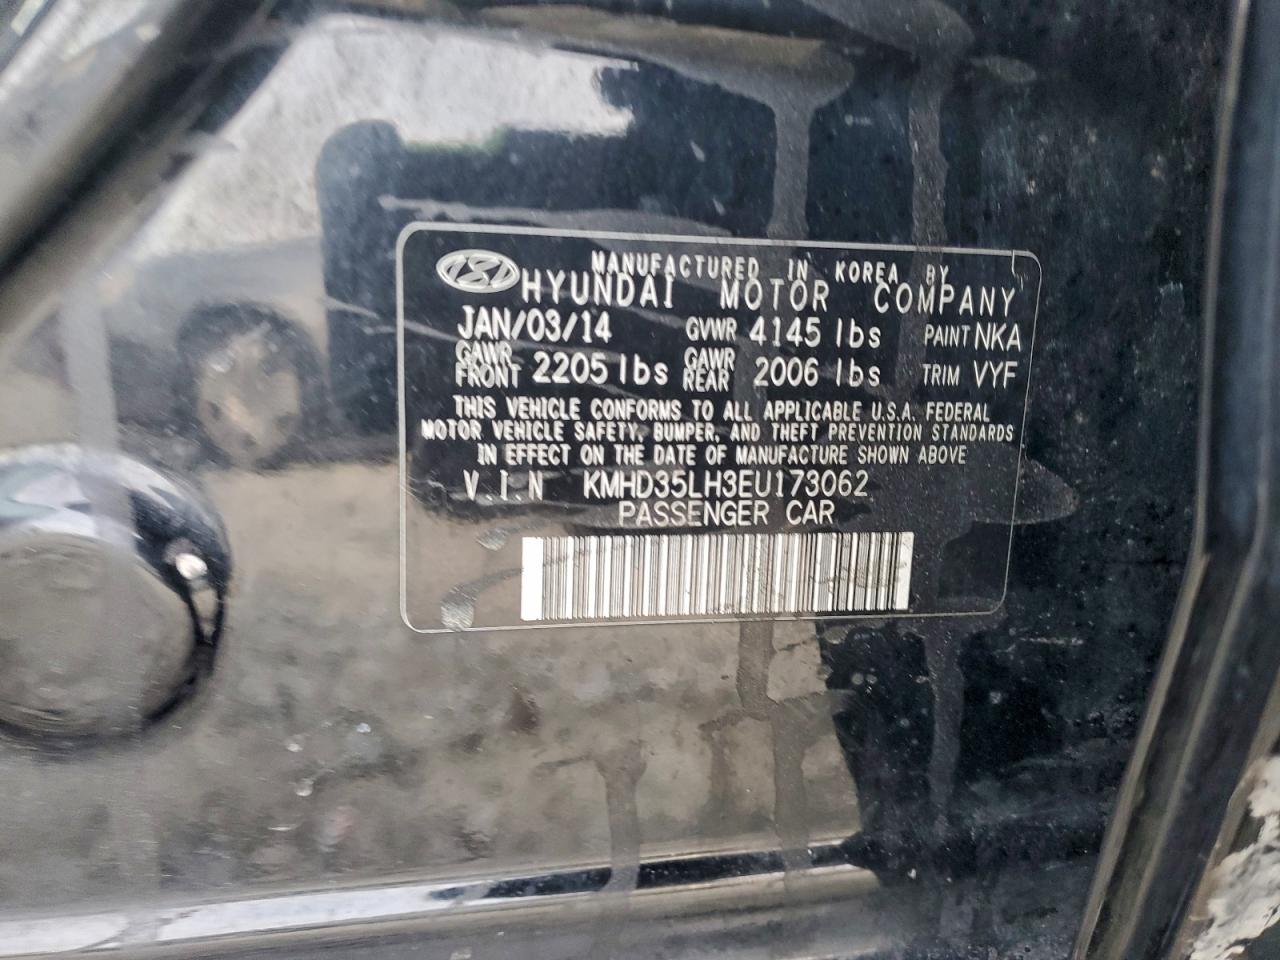 MANUFACTURED IN KOREA BY
HYUNDAI MOTOR COMPANY
JAN/03/14 GVWR 4145 lbs PAINT NKA
GAWR FRONT 2205 lbs GAWR REAR 2006 lbs TRIM VYF
THIS VEHICLE CONFORMS TO ALL APPLICABLE U.S.A. FEDERAL
MOTOR VEHICLE SAFETY, BUMPER, AND THEFT PREVENTION STANDARDS
IN EFFECT ON THE DATE OF MANUFACTURE SHOWN ABOVE
V.I.N KMHD35LH3EU173062
PASSENGER CAR